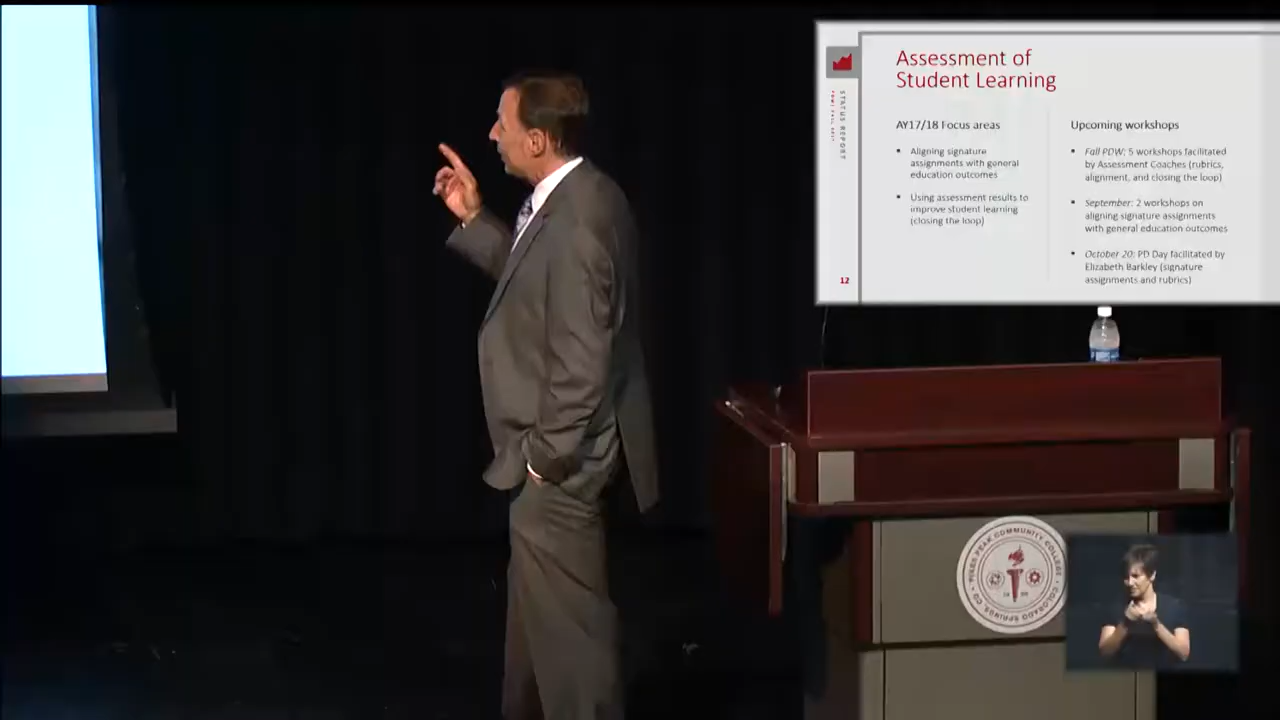 Assessment of
Student Learning
STATUS REPORT
PDW | FALL 2017
AY17/18 Focus areas
▪ Aligning signature
assignments with general
education outcomes
▪ Using assessment results to
improve student learning
(closing the loop)
Upcoming workshops
▪ Fall PDW: 5 workshops facilitated
by Assessment Coaches (rubrics,
alignment, and closing the loop)
▪ September: 2 workshops on
aligning signature assignments
with general education outcomes
▪ October 20: PD Day facilitated by
Elizabeth Barkley (signature
assignments and rubrics)
12
PIKES PEAK COMMUNITY COLLEGE
COLORADO SPRINGS, CO